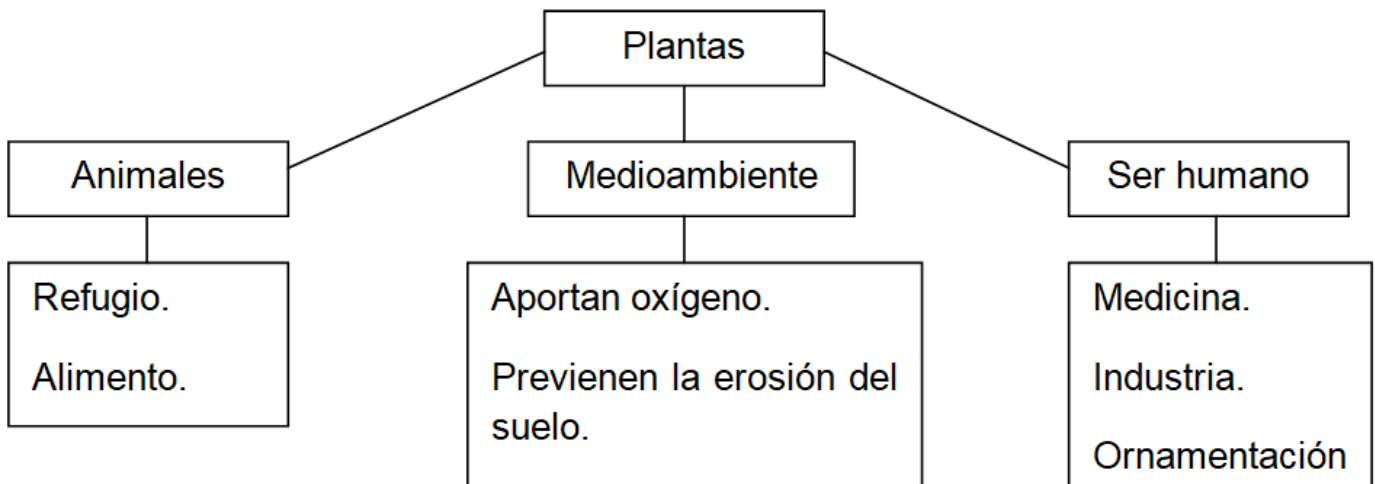 Plantas
Animales
Medioambiente
Ser humano
Refugio.
Alimento.
Aportan oxígeno.
Previenen la erosión del
suelo.
Medicina.
Industria.
Ornamentación